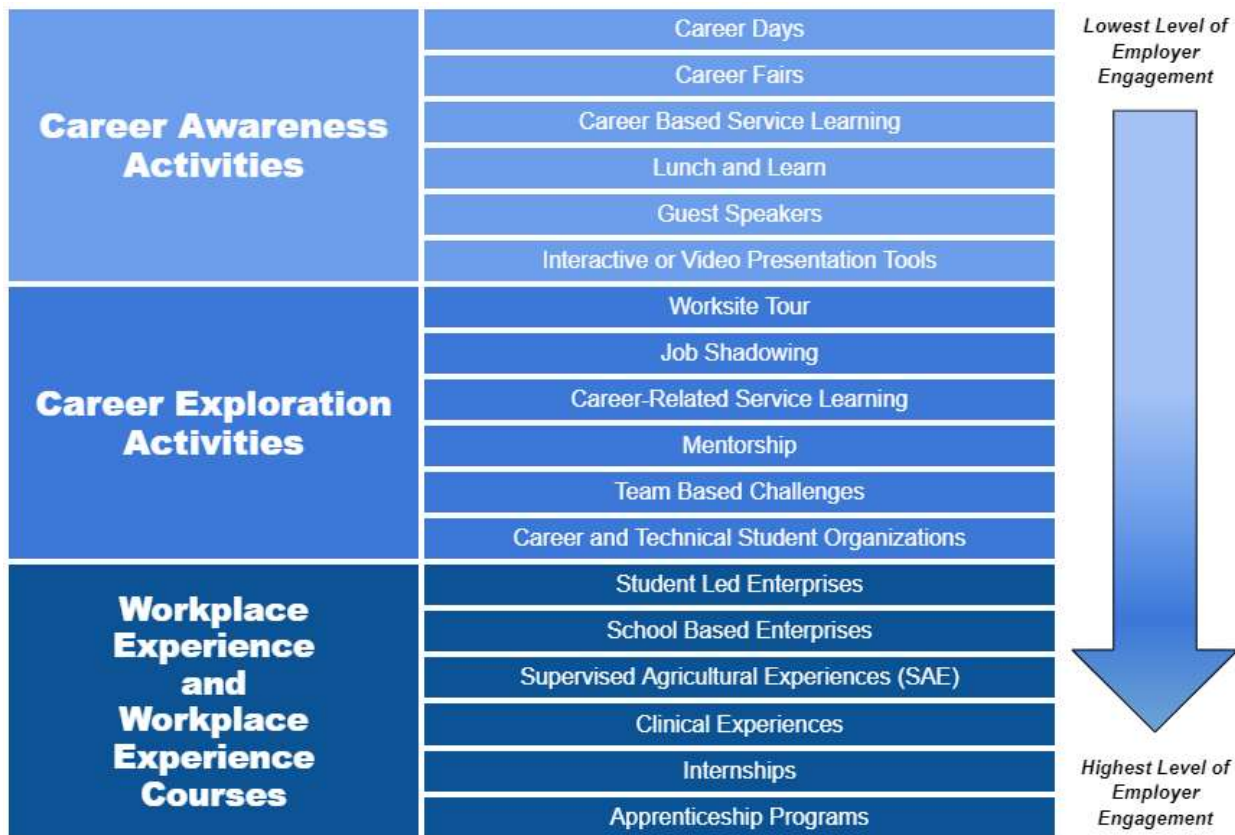 Career Awareness
Activities
Career Days
Career Fairs
Career Based Service Learning
Lunch and Learn
Guest Speakers
Interactive or Video Presentation Tools
Career Exploration
Activities
Worksite Tour
Job Shadowing
Career-Related Service Learning
Mentorship
Team Based Challenges
Career and Technical Student Organizations
Workplace
Experience
and
Workplace
Experience
Courses
Student Led Enterprises
School Based Enterprises
Supervised Agricultural Experiences (SAE)
Clinical Experiences
Internships
Apprenticeship Programs
Lowest Level of
Employer
Engagement
Highest Level of
Employer
Engagement